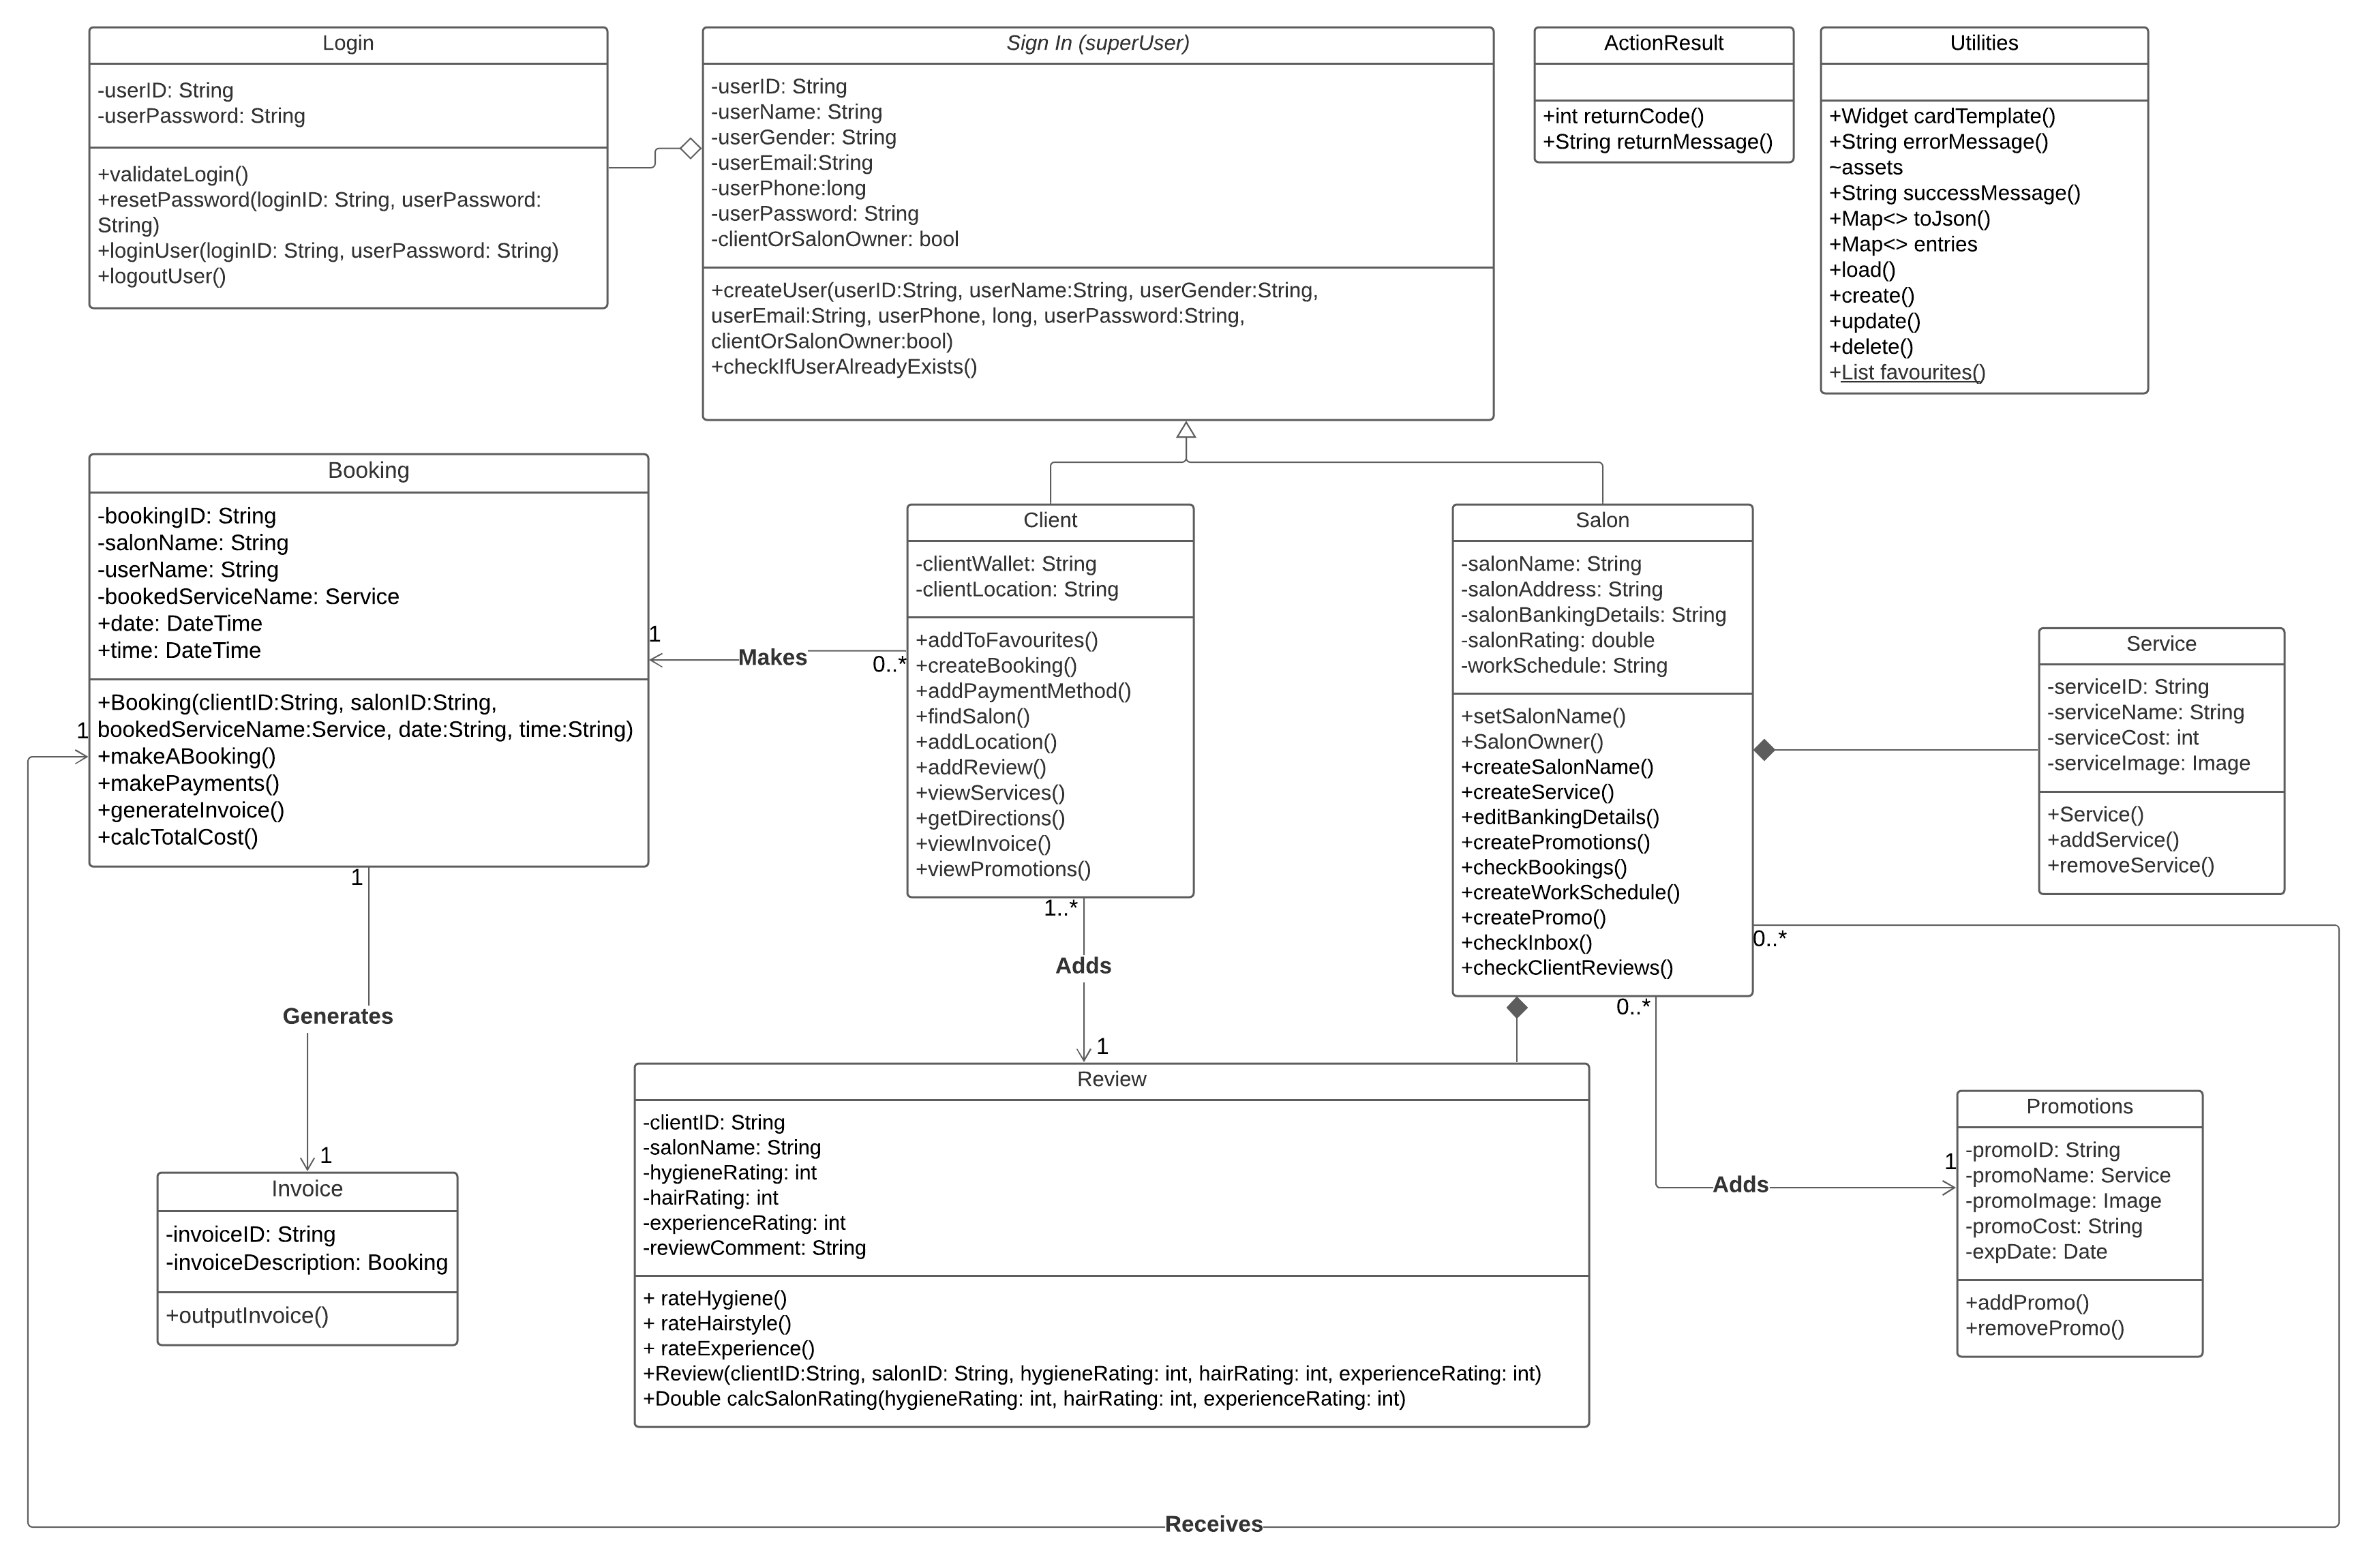 Login
-userID: String
-userPassword: String
+validateLogin()
+resetPassword(loginID: String, userPassword:
String)
+loginUser(loginID: String, userPassword: String)
+logoutUser()
Sign In (superUser)
-userID: String
-userName: String
-userGender: String
-userEmail:String
-userPhone:long
-userPassword: String
-clientOrSalonOwner: bool
+createUser(userID:String, userName:String, userGender:String,
userEmail:String, userPhone, long, userPassword:String,
clientOrSalonOwner:bool)
+checkIfUserAlreadyExists()
ActionResult
+int returnCode()
+String returnMessage()
Utilities
+Widget cardTemplate()
+String errorMessage()
~assets
+String successMessage()
+Map<> toJson()
+Map<> entries
+load()
+create()
+update()
+delete()
+List favourites()
Booking
-bookingID: String
-salonName: String
-userName: String
-bookedServiceName: Service
+date: DateTime
+time: DateTime
+Booking(clientID:String, salonID:String,
bookedServiceName:Service, date:String, time:String)
+makeABooking()
+makePayments()
+generateInvoice()
+calcTotalCost()
1
Makes
0..*
1
Client
-clientWallet: String
-clientLocation: String
+addToFavourites()
+createBooking()
+addPaymentMethod()
+findSalon()
+addLocation()
+addReview()
+viewServices()
+getDirections()
+viewInvoice()
+viewPromotions()
Salon
-salonName: String
-salonAddress: String
-salonBankingDetails: String
-salonRating: double
-workSchedule: String
+setSalonName()
+SalonOwner()
+createSalonName()
+createService()
+editBankingDetails()
+createPromotions()
+checkBookings()
+createWorkSchedule()
+createPromo()
+checkInbox()
+checkClientReviews()
Service
-serviceID: String
-serviceName: String
-serviceCost: int
-serviceImage: Image
+Service()
+addService()
+removeService()
1
Generates
1
1..*
Adds
1
0..*
0..*
Adds
1
Invoice
-invoiceID: String
-invoiceDescription: Booking
+outputInvoice()
Review
-clientID: String
-salonName: String
-hygieneRating: int
-hairRating: int
-experienceRating: int
-reviewComment: String
+ rateHygiene()
+ rateHairstyle()
+ rateExperience()
+Review(clientID:String, salonID: String, hygieneRating: int, hairRating: int, experienceRating: int)
+Double calcSalonRating(hygieneRating: int, hairRating: int, experienceRating: int)
Promotions
-promoID: String
-promoName: Service
-promoImage: Image
-promoCost: String
-expDate: Date
+addPromo()
+removePromo()
Receives